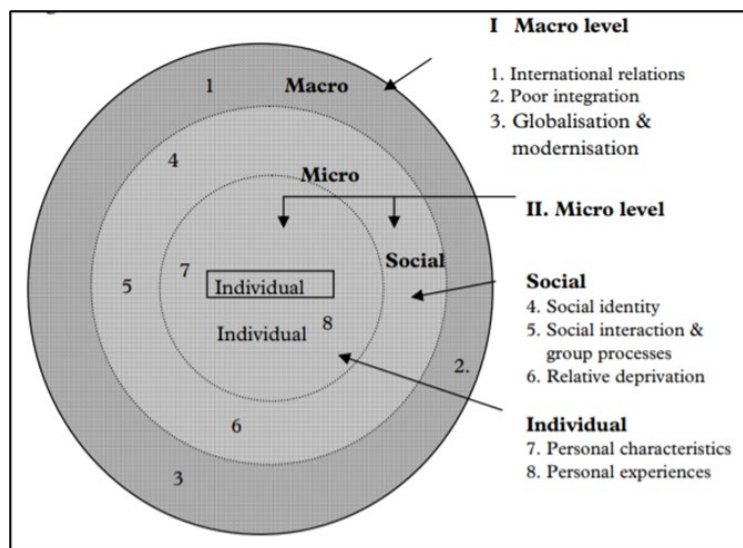 I Macro level
1. International relations
2. Poor integration
3. Globalisation &
modernisation
1
Macro
4
Micro
II. Micro level
7
Social
5
Individual
8
Individual
2.
6
3
Social
4. Social identity
5. Social interaction &
group processes
6. Relative deprivation
Individual
7. Personal characteristics
8. Personal experiences